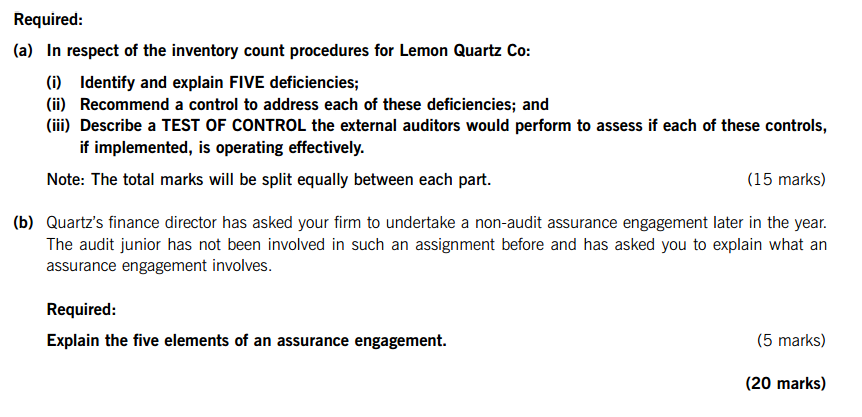 Required:
(a) In respect of the inventory count procedures for Lemon Quartz Co:
(i) Identify and explain FIVE deficiencies;
(ii) Recommend a control to address each of these deficiencies; and
(iii) Describe a TEST OF CONTROL the external auditors would perform to assess if each of these controls,
if implemented, is operating effectively.
Note: The total marks will be split equally between each part. (15 marks)
(b) Quartz's finance director has asked your firm to undertake a non-audit assurance engagement later in the year.
The audit junior has not been involved in such an assignment before and has asked you to explain what an
assurance engagement involves.
Required:
Explain the five elements of an assurance engagement. (5 marks)
(20 marks)